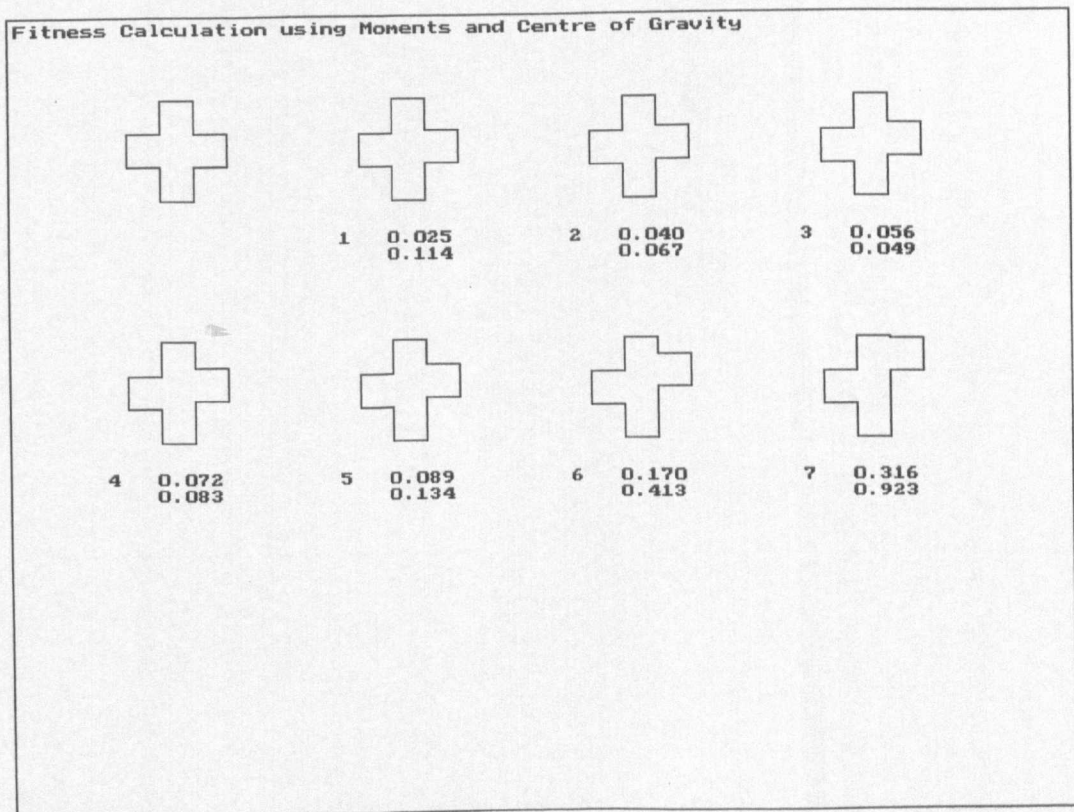 Fitness Calculation using Moments and Centre of Gravity
1 0.025 2 0.040 3 0.056
0.114 0.067 0.049
4 0.072 5 0.089 6 0.170 7 0.316
0.083 0.134 0.413 0.923